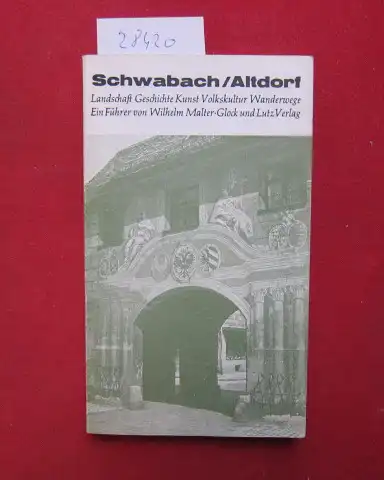 28420
Schwabach/Altdorf
Landschaft Geschichte Kunst Volkskultur Wanderwege
Ein Führer von Wilhelm Malter-Glock und Lutz Verlag